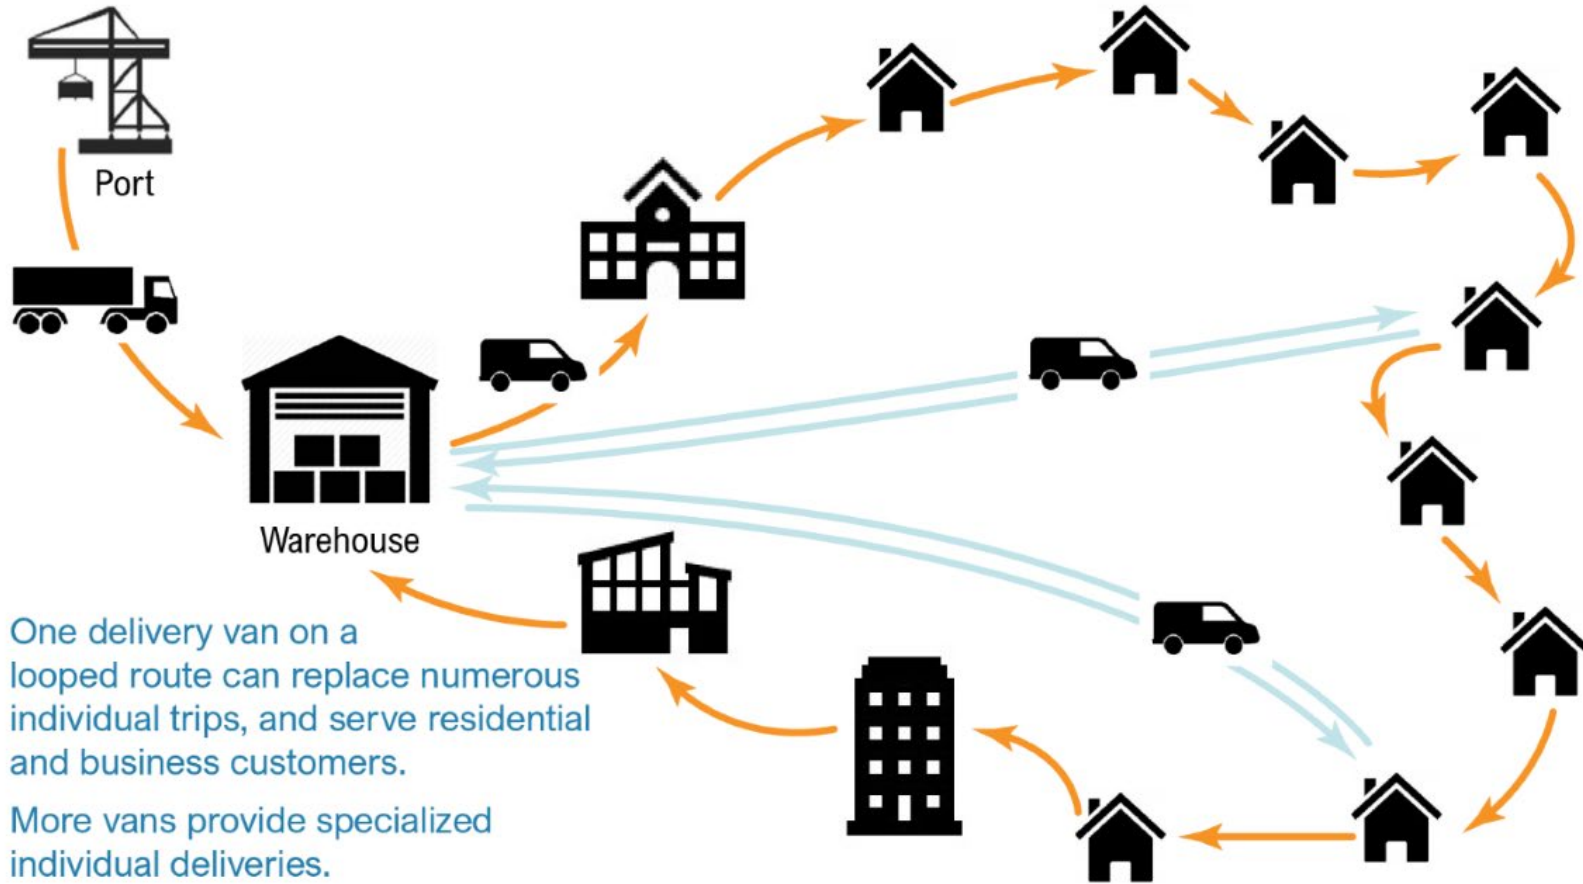 Port
Warehouse
One delivery van on a
looped route can replace numerous
individual trips, and serve residential
and business customers.
More vans provide specialized
individual deliveries.